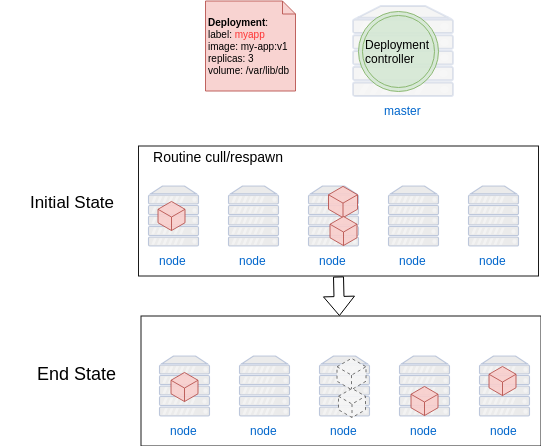 Deployment:
label: myapp
image: my-app:v1
replicas: 3
volume: /var/lib/db
Deployment
controller
master
Routine cull/respawn
Initial State
node
node
node
node
node
End State
node
node
node
node
node